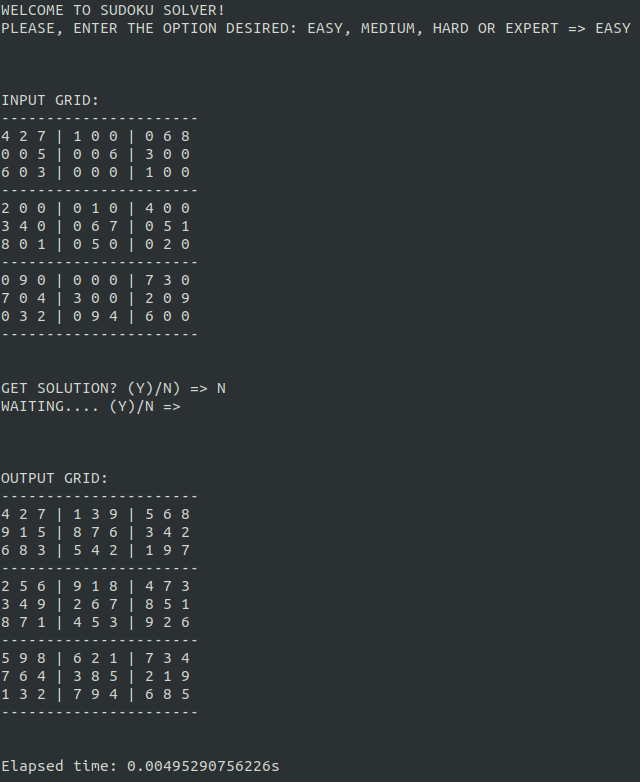 WELCOME TO SUDOKU SOLVER!
PLEASE, ENTER THE OPTION DESIRED: EASY, MEDIUM, HARD OR EXPERT => EASY
INPUT GRID:
----------------------
4 2 7 | 1 0 0 | 0 6 8
0 0 5 | 0 0 6 | 3 0 0
6 0 3 | 0 0 0 | 1 0 0
----------------------
2 0 0 | 0 1 0 | 4 0 0
3 4 0 | 0 6 7 | 0 5 1
8 0 1 | 0 5 0 | 0 2 0
----------------------
0 9 0 | 0 0 0 | 7 3 0
7 0 4 | 3 0 0 | 2 0 9
0 3 2 | 0 9 4 | 6 0 0
----------------------
GET SOLUTION? (Y)/N) => N
WAITING.... (Y)/N =>
OUTPUT GRID:
----------------------
4 2 7 | 1 3 9 | 5 6 8
9 1 5 | 8 7 6 | 3 4 2
6 8 3 | 5 4 2 | 1 9 7
----------------------
2 5 6 | 9 1 8 | 4 7 3
3 4 9 | 2 6 7 | 8 5 1
8 7 1 | 4 5 3 | 9 2 6
----------------------
5 9 8 | 6 2 1 | 7 3 4
7 6 4 | 3 8 5 | 2 1 9
1 3 2 | 7 9 4 | 6 8 5
----------------------
Elapsed time: 0.00495290756226s